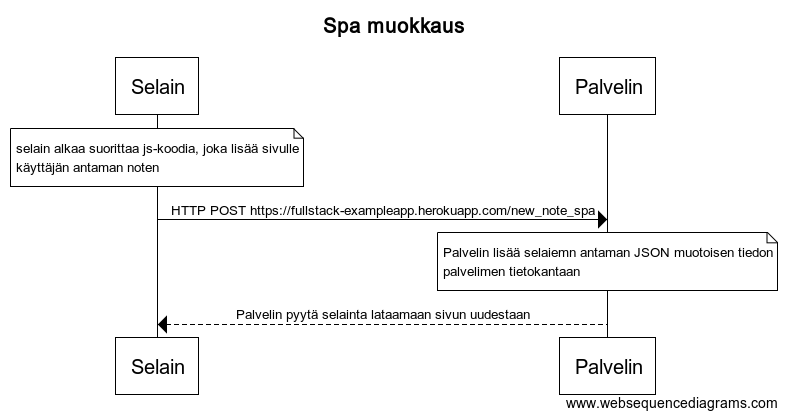 Spa muokkaus
Selain
Palvelin
selain alkaa suorittaa js-koodia, joka lisää sivulle
käyttäjän antaman noten
HTTP POST https://fullstack-exampleapp.herokuapp.com/new_note_spa
Palvelin lisää selaiemn antaman JSON muotoisen tiedon
palvelimen tietokantaan
Palvelin pyytä selainta lataamaan sivun uudestaan
Selain
Palvelin
www.websequencediagrams.com